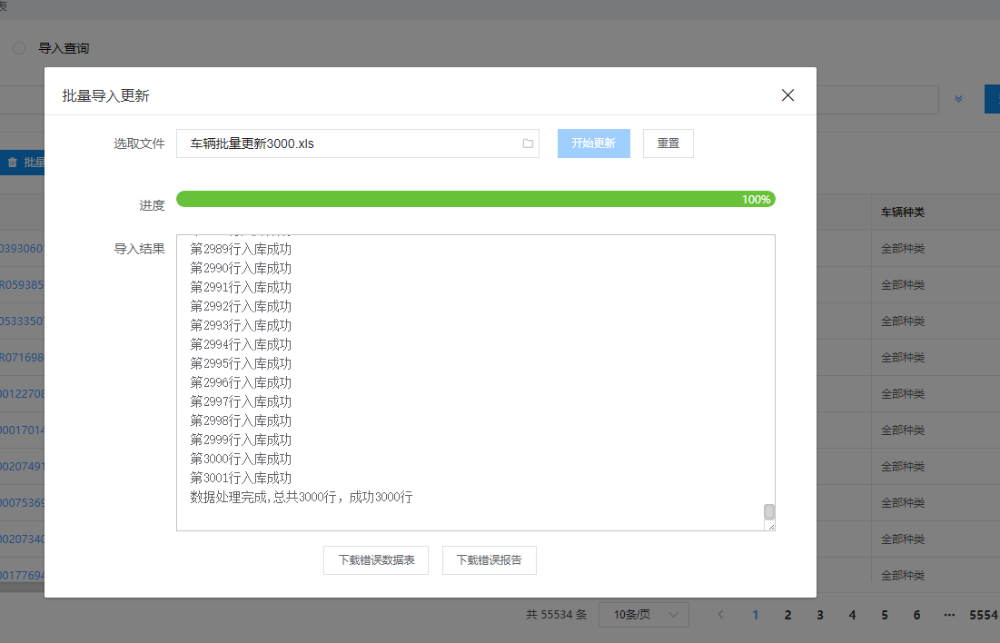 表
导入查询
批量导入更新
选取文件
车辆批量更新3000.xls
开始更新
重置
批量
进度
100%
车辆种类
导入结果
第2989行入库成功
第2990行入库成功
第2991行入库成功
第2992行入库成功
第2993行入库成功
第2994行入库成功
第2995行入库成功
第2996行入库成功
第2997行入库成功
第2998行入库成功
第2999行入库成功
第3000行入库成功
第3001行入库成功
数据处理完成,总共3000行，成功3000行
0393060
全部种类
R059385
全部种类
05333507
全部种类
R071698
全部种类
00122708
全部种类
00017014
全部种类
00207491
全部种类
00075369
全部种类
00207340
全部种类
00177694
全部种类
下载错误数据表
下载错误报告
共 55534 条
10条/页
1 2 3 4 5 6 ··· 5554